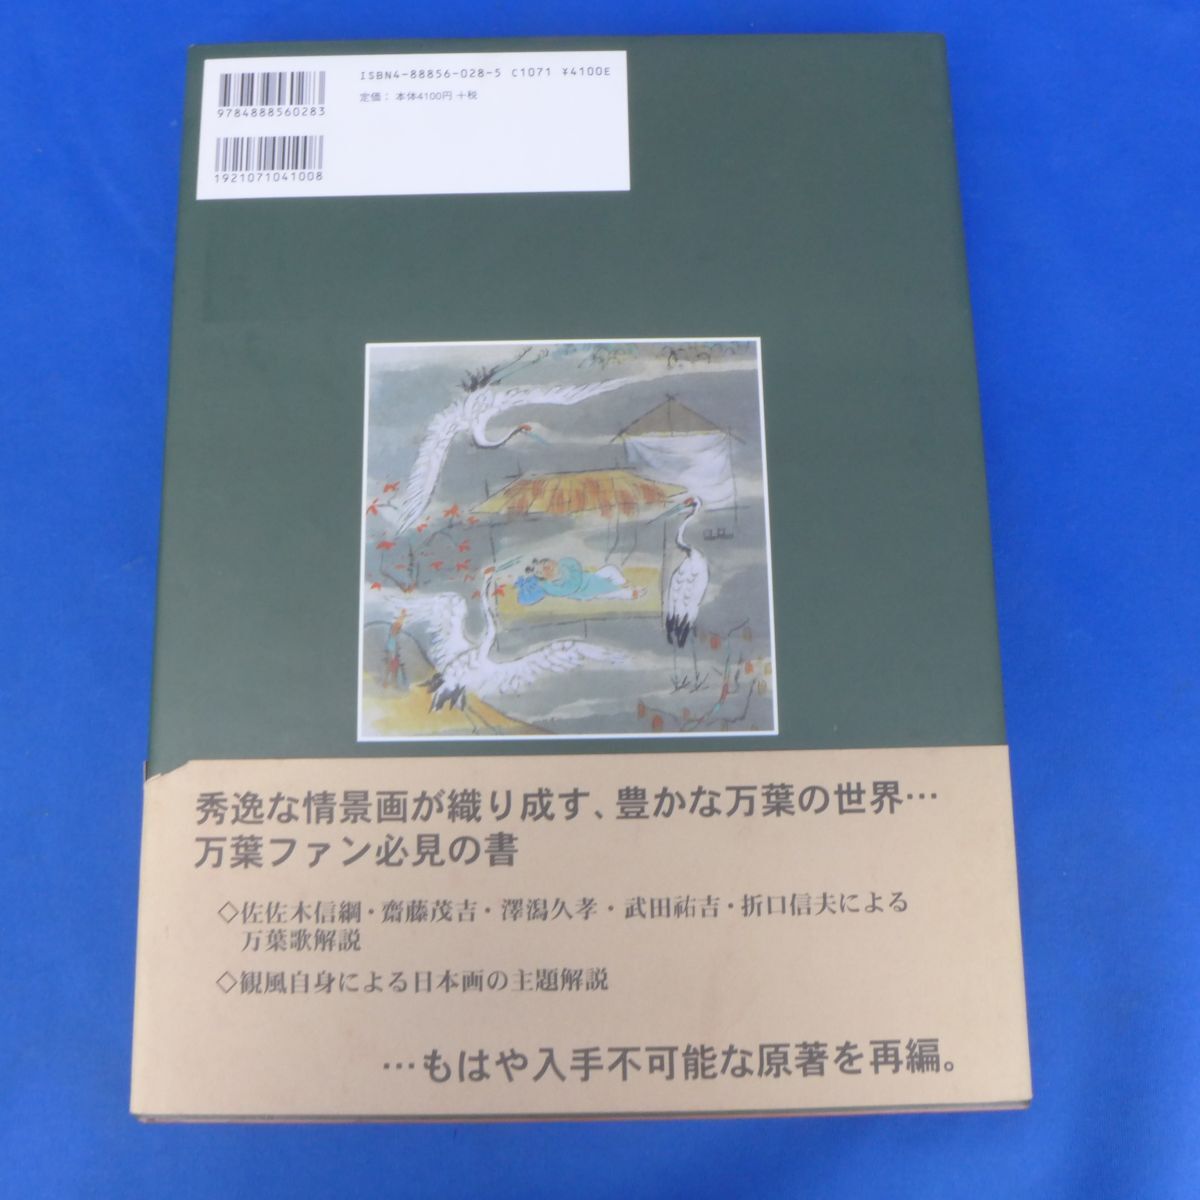 ISBN4-88856-028-5 C1071 ¥4100E
定価：本体4100円+税
9784888560283
1921071041008
秀逸な情景画が織り成す、豊かな万葉の世界…
万葉ファン必見の書
◇佐佐木信綱・齋藤茂吉・澤潟久孝・武田祐吉・折口信夫による
万葉歌解説
◇観風自身による日本画の主題解説
…もはや入手不可能な原著を再編。